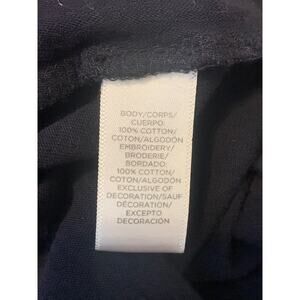 BODY/CORPS/
CUERPO:
100% COTTON/
COTON/ALGODÓN
EMBROIDERY/
BRODERIE/
BORDADO:
100% COTTON/
COTON/ALGODÓN
EXCLUSIVE OF
DECORATION/SAUF
DÉCORATION/
EXCEPTO
DECORACIÓN